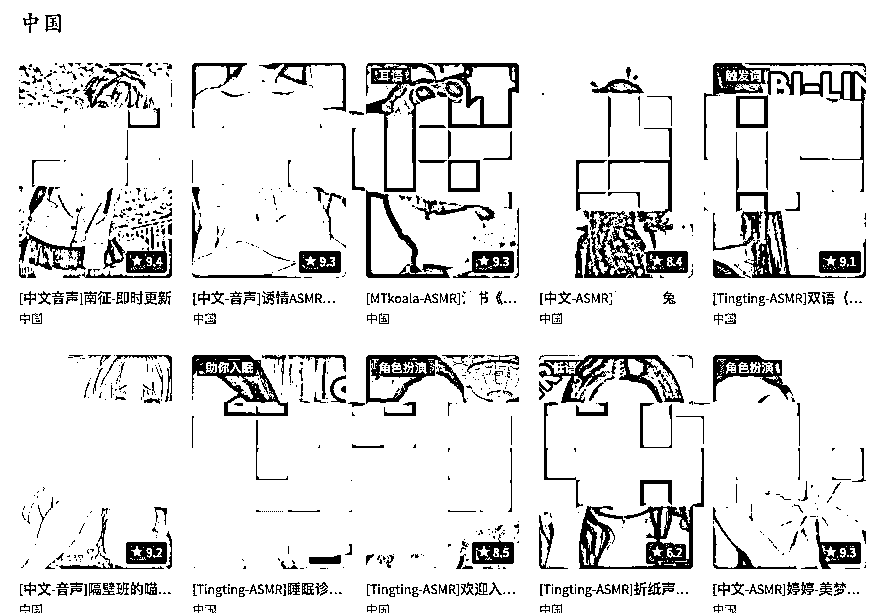 中国
耳语
触发词
BI-LIN
★9.4
★9.3
★9.3
★8.4
★9.1
[中文音声]南征-即时更新
[中文-音声]诱情ASMR...
[MTkoala-ASMR] 书《...
[中文-ASMR] 兔
[Tingting-ASMR]双语（...
中国
中国
中国
中国
中国
助你入眠
角色扮演
低语
角色扮演
★9.2
★8.5
★8.2
★9.3
[中文-音声]隔壁班的喵...
[Tingting-ASMR]睡眠诊...
[Tingting-ASMR]欢迎入...
[Tingting-ASMR]折纸声...
[中文-ASMR]婷婷-美梦...
中国
中国
中国
中国
中国